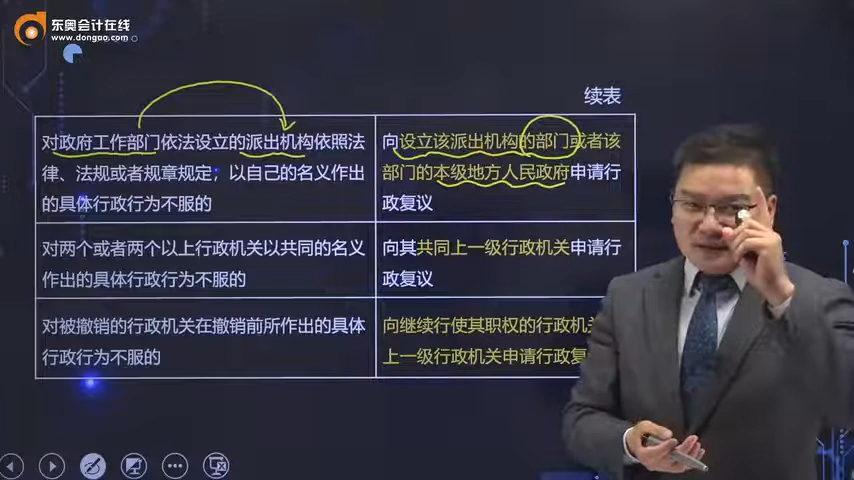 东奥会计在线
www.dongao.com
续表
对政府工作部门依法设立的派出机构依照法
律、法规或者规章规定，以自己的名义作出
的具体行政行为不服的
向设立该派出机构的部门或者该
部门的本级地方人民政府申请行
政复议
对两个或者两个以上行政机关以共同的名义
作出的具体行政行为不服的
向其共同上一级行政机关申请行
政复议
对被撤销的行政机关在撤销前所作出的具体
行政行为不服的
向继续行使其职权的行政机关
上一级行政机关申请行政复